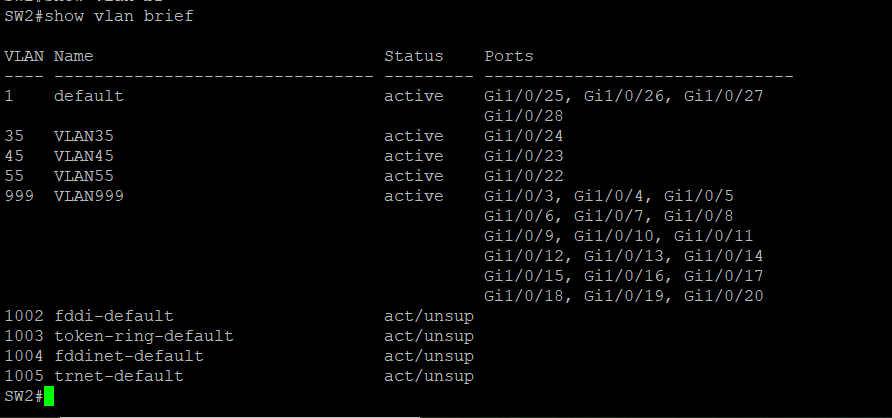 SW2#show vlan brief
VLAN Name                             Status    Ports
---- -------------------------------- --------- -------------------------------
1    default                          active    Gi1/0/25, Gi1/0/26, Gi1/0/27
                                                Gi1/0/28
35   VLAN35                           active    Gi1/0/24
45   VLAN45                           active    Gi1/0/23
55   VLAN55                           active    Gi1/0/22
999  VLAN999                          active    Gi1/0/3, Gi1/0/4, Gi1/0/5
                                                Gi1/0/6, Gi1/0/7, Gi1/0/8
                                                Gi1/0/9, Gi1/0/10, Gi1/0/11
                                                Gi1/0/12, Gi1/0/13, Gi1/0/14
                                                Gi1/0/15, Gi1/0/16, Gi1/0/17
                                                Gi1/0/18, Gi1/0/19, Gi1/0/20
1002 fddi-default                     act/unsup
1003 token-ring-default               act/unsup
1004 fddinet-default                  act/unsup
1005 trnet-default                    act/unsup
SW2#